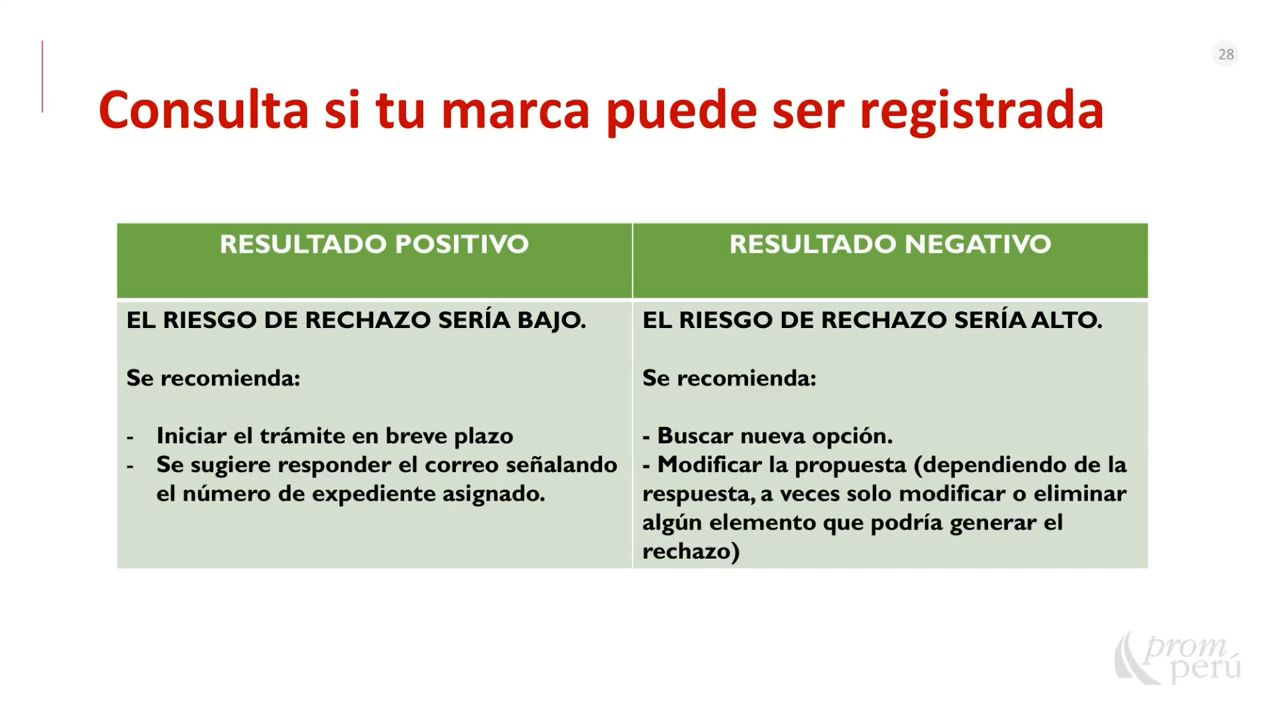 28
Consulta si tu marca puede ser registrada
RESULTADO POSITIVO
EL RIESGO DE RECHAZO SERÍA BAJO.
Se recomienda:
- Iniciar el trámite en breve plazo
- Se sugiere responder el correo señalando
el número de expediente asignado.
RESULTADO NEGATIVO
EL RIESGO DE RECHAZO SERÍA ALTO.
Se recomienda:
- Buscar nueva opción.
- Modificar la propuesta (dependiendo de la
respuesta, a veces solo modificar o eliminar
algún elemento que podría generar el
rechazo)
prom
perú